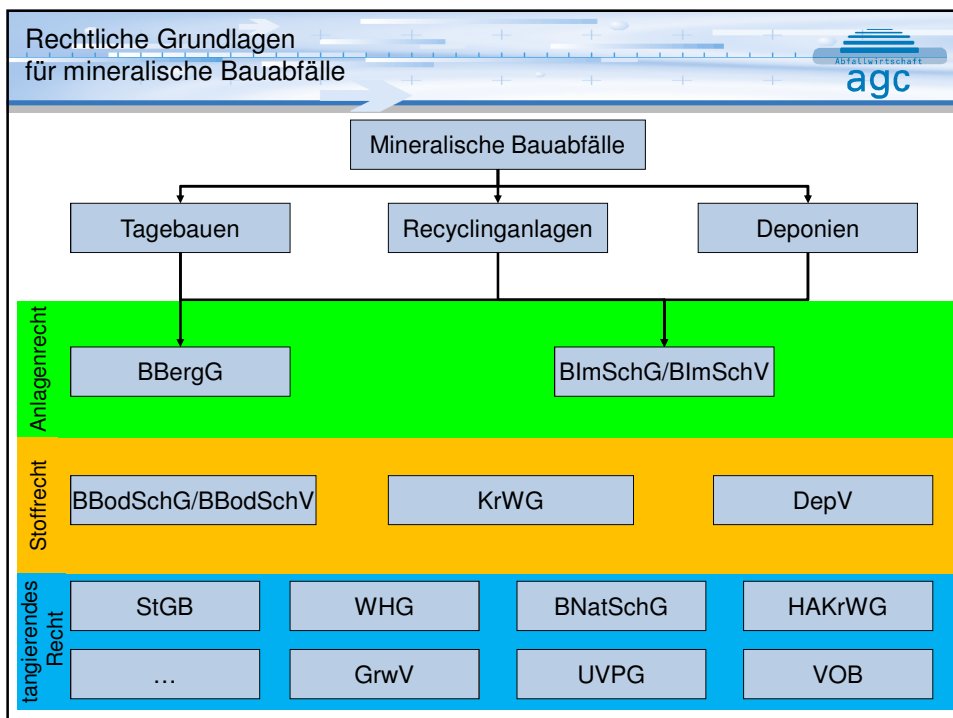 Rechtliche Grundlagen
für mineralische Bauabfälle
Abfallwirtschaft
agc
Mineralische Bauabfälle
Tagebauen
Recyclinganlagen
Deponien
Anlagenrecht
BBergG
BImSchG/BImSchV
Stoffrecht
BBodSchG/BBodSchV
KrWG
DepV
tangierendes
Recht
StGB
WHG
BNatSchG
HAKrWG
…
GrwV
UVPG
VOB